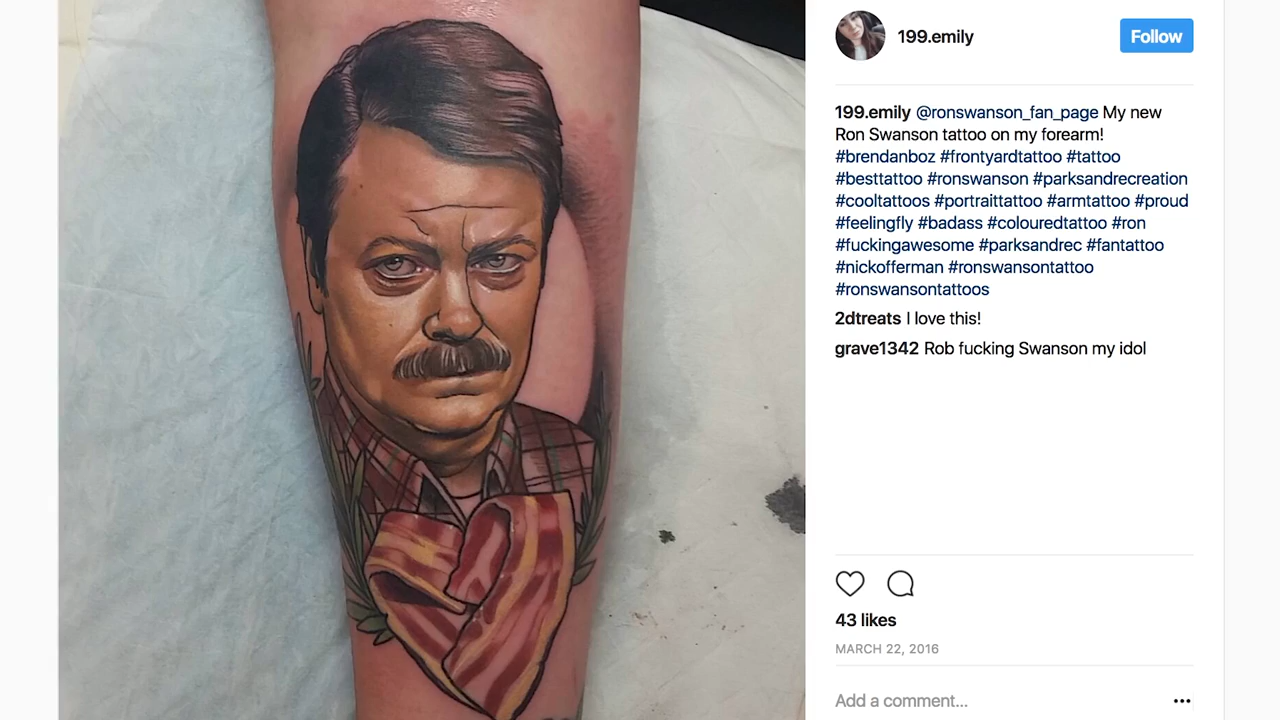 199.emily
Follow
199.emily @ronswanson_fan_page My new
Ron Swanson tattoo on my forearm!
#brendanboz #frontyardtattoo #tattoo
#besttattoo #ronswanson #parksandrecreation
#cooltattoos #portraittattoo #armtattoo #proud
#feelingfly #badass #colouredtattoo #ron
#fuckingawesome #parksandrec #fantattoo
#nickofferman #ronswansontattoo
#ronswansontattoos
2dtreats I love this!
grave1342 Rob fucking Swanson my idol
43 likes
MARCH 22, 2016
Add a comment...